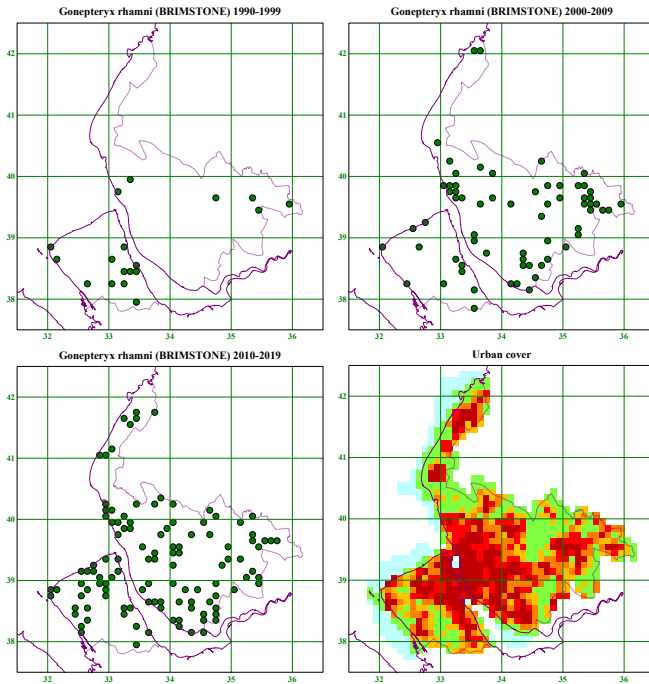 Gonepteryx rhamni (BRIMSTONE) 1990-1999
42
41
40
39
38
32 33 34 35 36
Gonepteryx rhamni (BRIMSTONE) 2000-2009
42
41
40
39
38
32 33 34 35 36
Gonepteryx rhamni (BRIMSTONE) 2010-2019
42
41
40
39
38
32 33 34 35 36
Urban cover
42
41
40
39
38
32 33 34 35 36